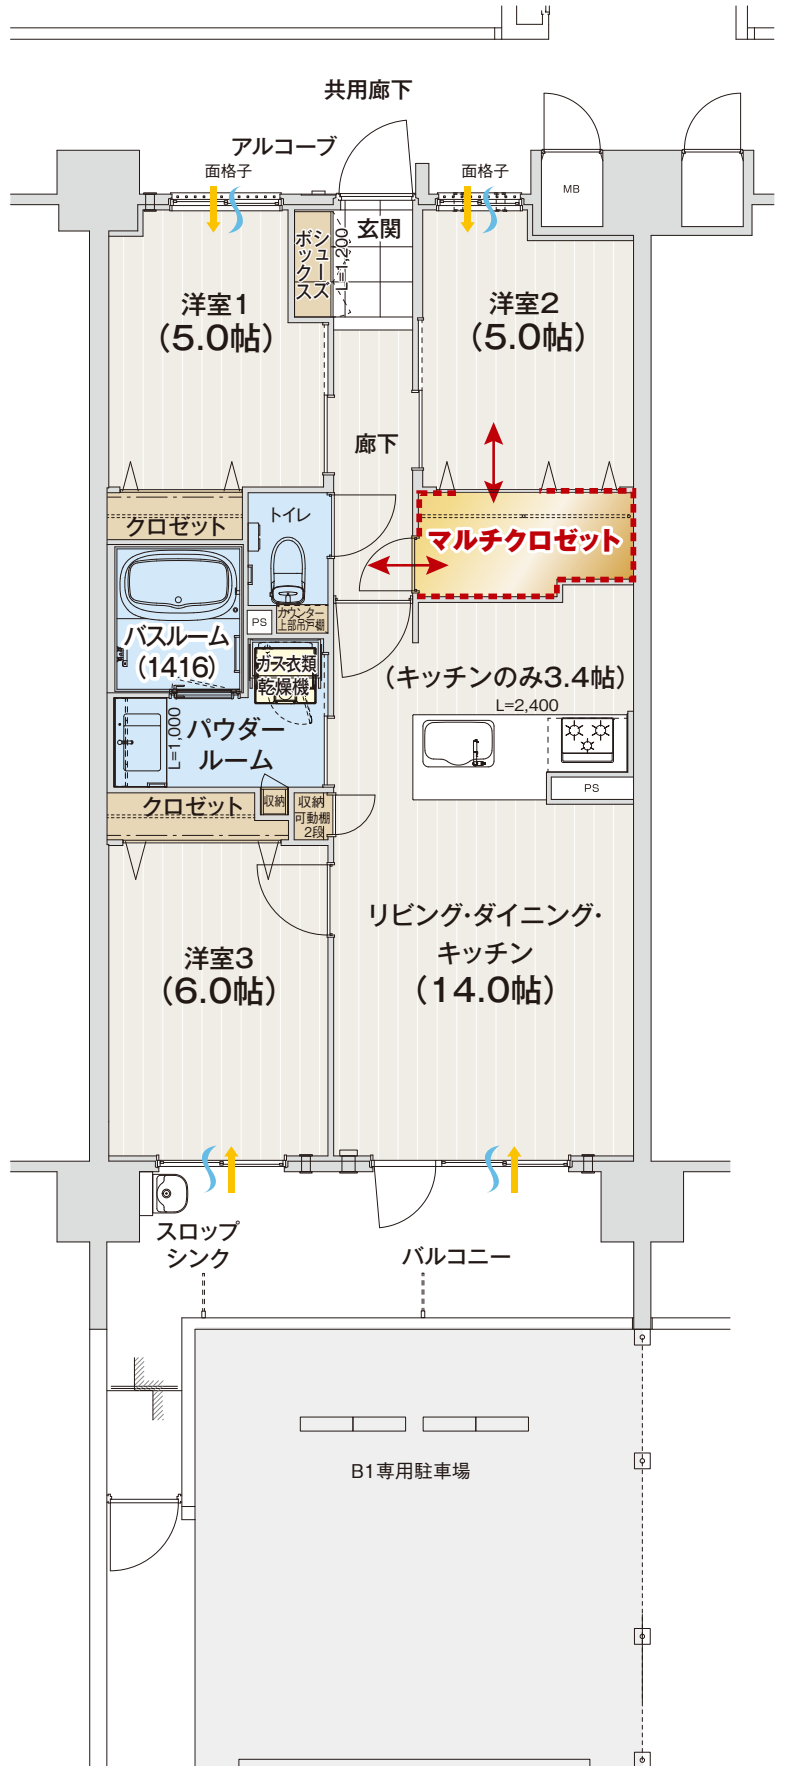 共用廊下
アルコーブ
面格子
面格子
MB
シューズ
ボックス
L=1,200
玄関
洋室1
(5.0帖)
洋室2
(5.0帖)
廊下
クロゼット
トイレ
マルチクロゼット
PS
カウンター
上部吊戸棚
バスルーム
(1416)
ガス衣類
乾燥機
(キッチンのみ3.4帖)
L=2,400
L=1,000
パウダー
ルーム
PS
クロゼット
収納
収納
可動棚
2段
リビング・ダイニング・
キッチン
(14.0帖)
洋室3
(6.0帖)
スロップ
シンク
バルコニー
B1専用駐車場